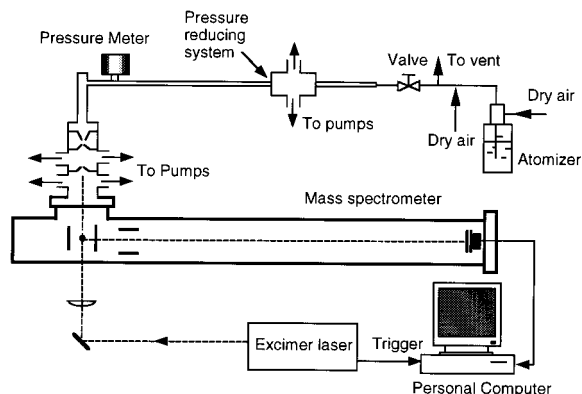 Pressure
reducing
system
Pressure Meter
Valve
To vent
To pumps
Dry air
Dry air
Atomizer
To Pumps
Mass spectrometer
Excimer laser
Trigger
Personal Computer